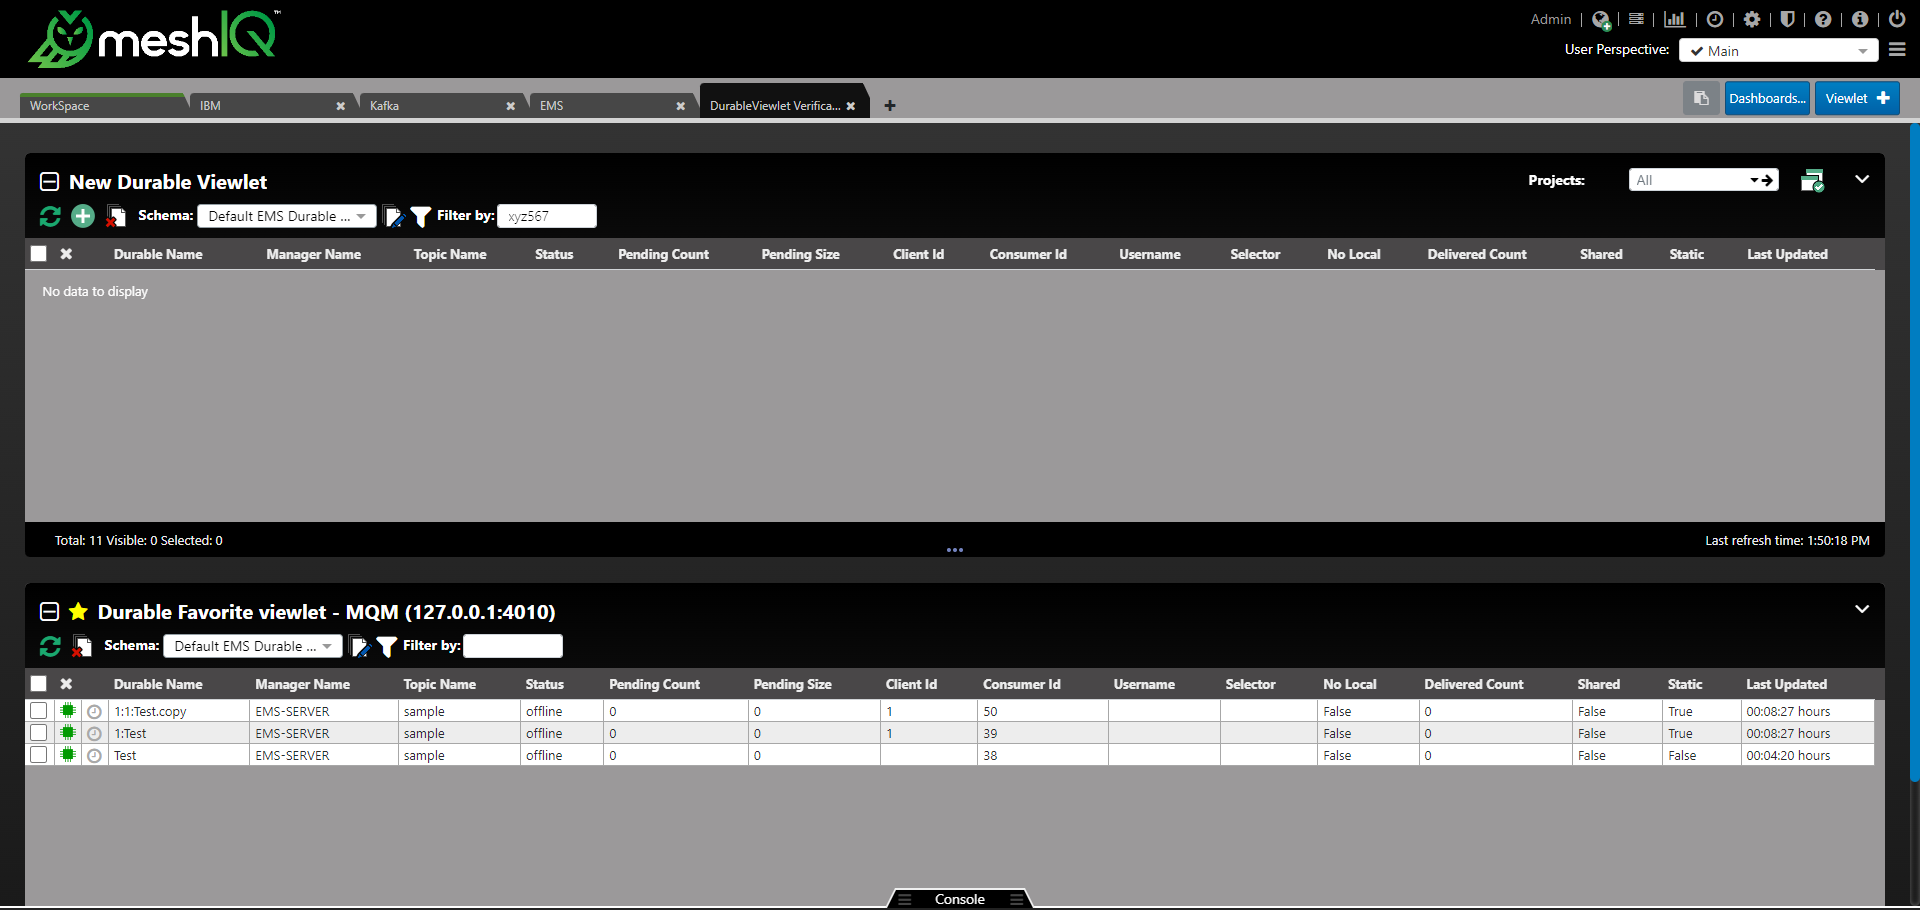 meshIQ™
Admin
User Perspective: Main
WorkSpace IBM Kafka EMS DurableViewlet Verifica... Dashboards... Viewlet
New Durable Viewlet Projects: All
Schema: Default EMS Durable ... Filter by: xyz567
Durable Name Manager Name Topic Name Status Pending Count Pending Size Client Id Consumer Id Username Selector No Local Delivered Count Shared Static Last Updated
No data to display
Total: 11 Visible: 0 Selected: 0 Last refresh time: 1:50:18 PM
Durable Favorite viewlet - MQM (127.0.0.1:4010)
Schema: Default EMS Durable ... Filter by:
Durable Name Manager Name Topic Name Status Pending Count Pending Size Client Id Consumer Id Username Selector No Local Delivered Count Shared Static Last Updated
1:1:Test.copy EMS-SERVER sample offline 0 0 1 50 False 0 False True 00:08:27 hours
1:Test EMS-SERVER sample offline 0 0 1 39 False 0 False True 00:08:27 hours
Test EMS-SERVER sample offline 0 0 38 False 0 False False 00:04:20 hours
Console